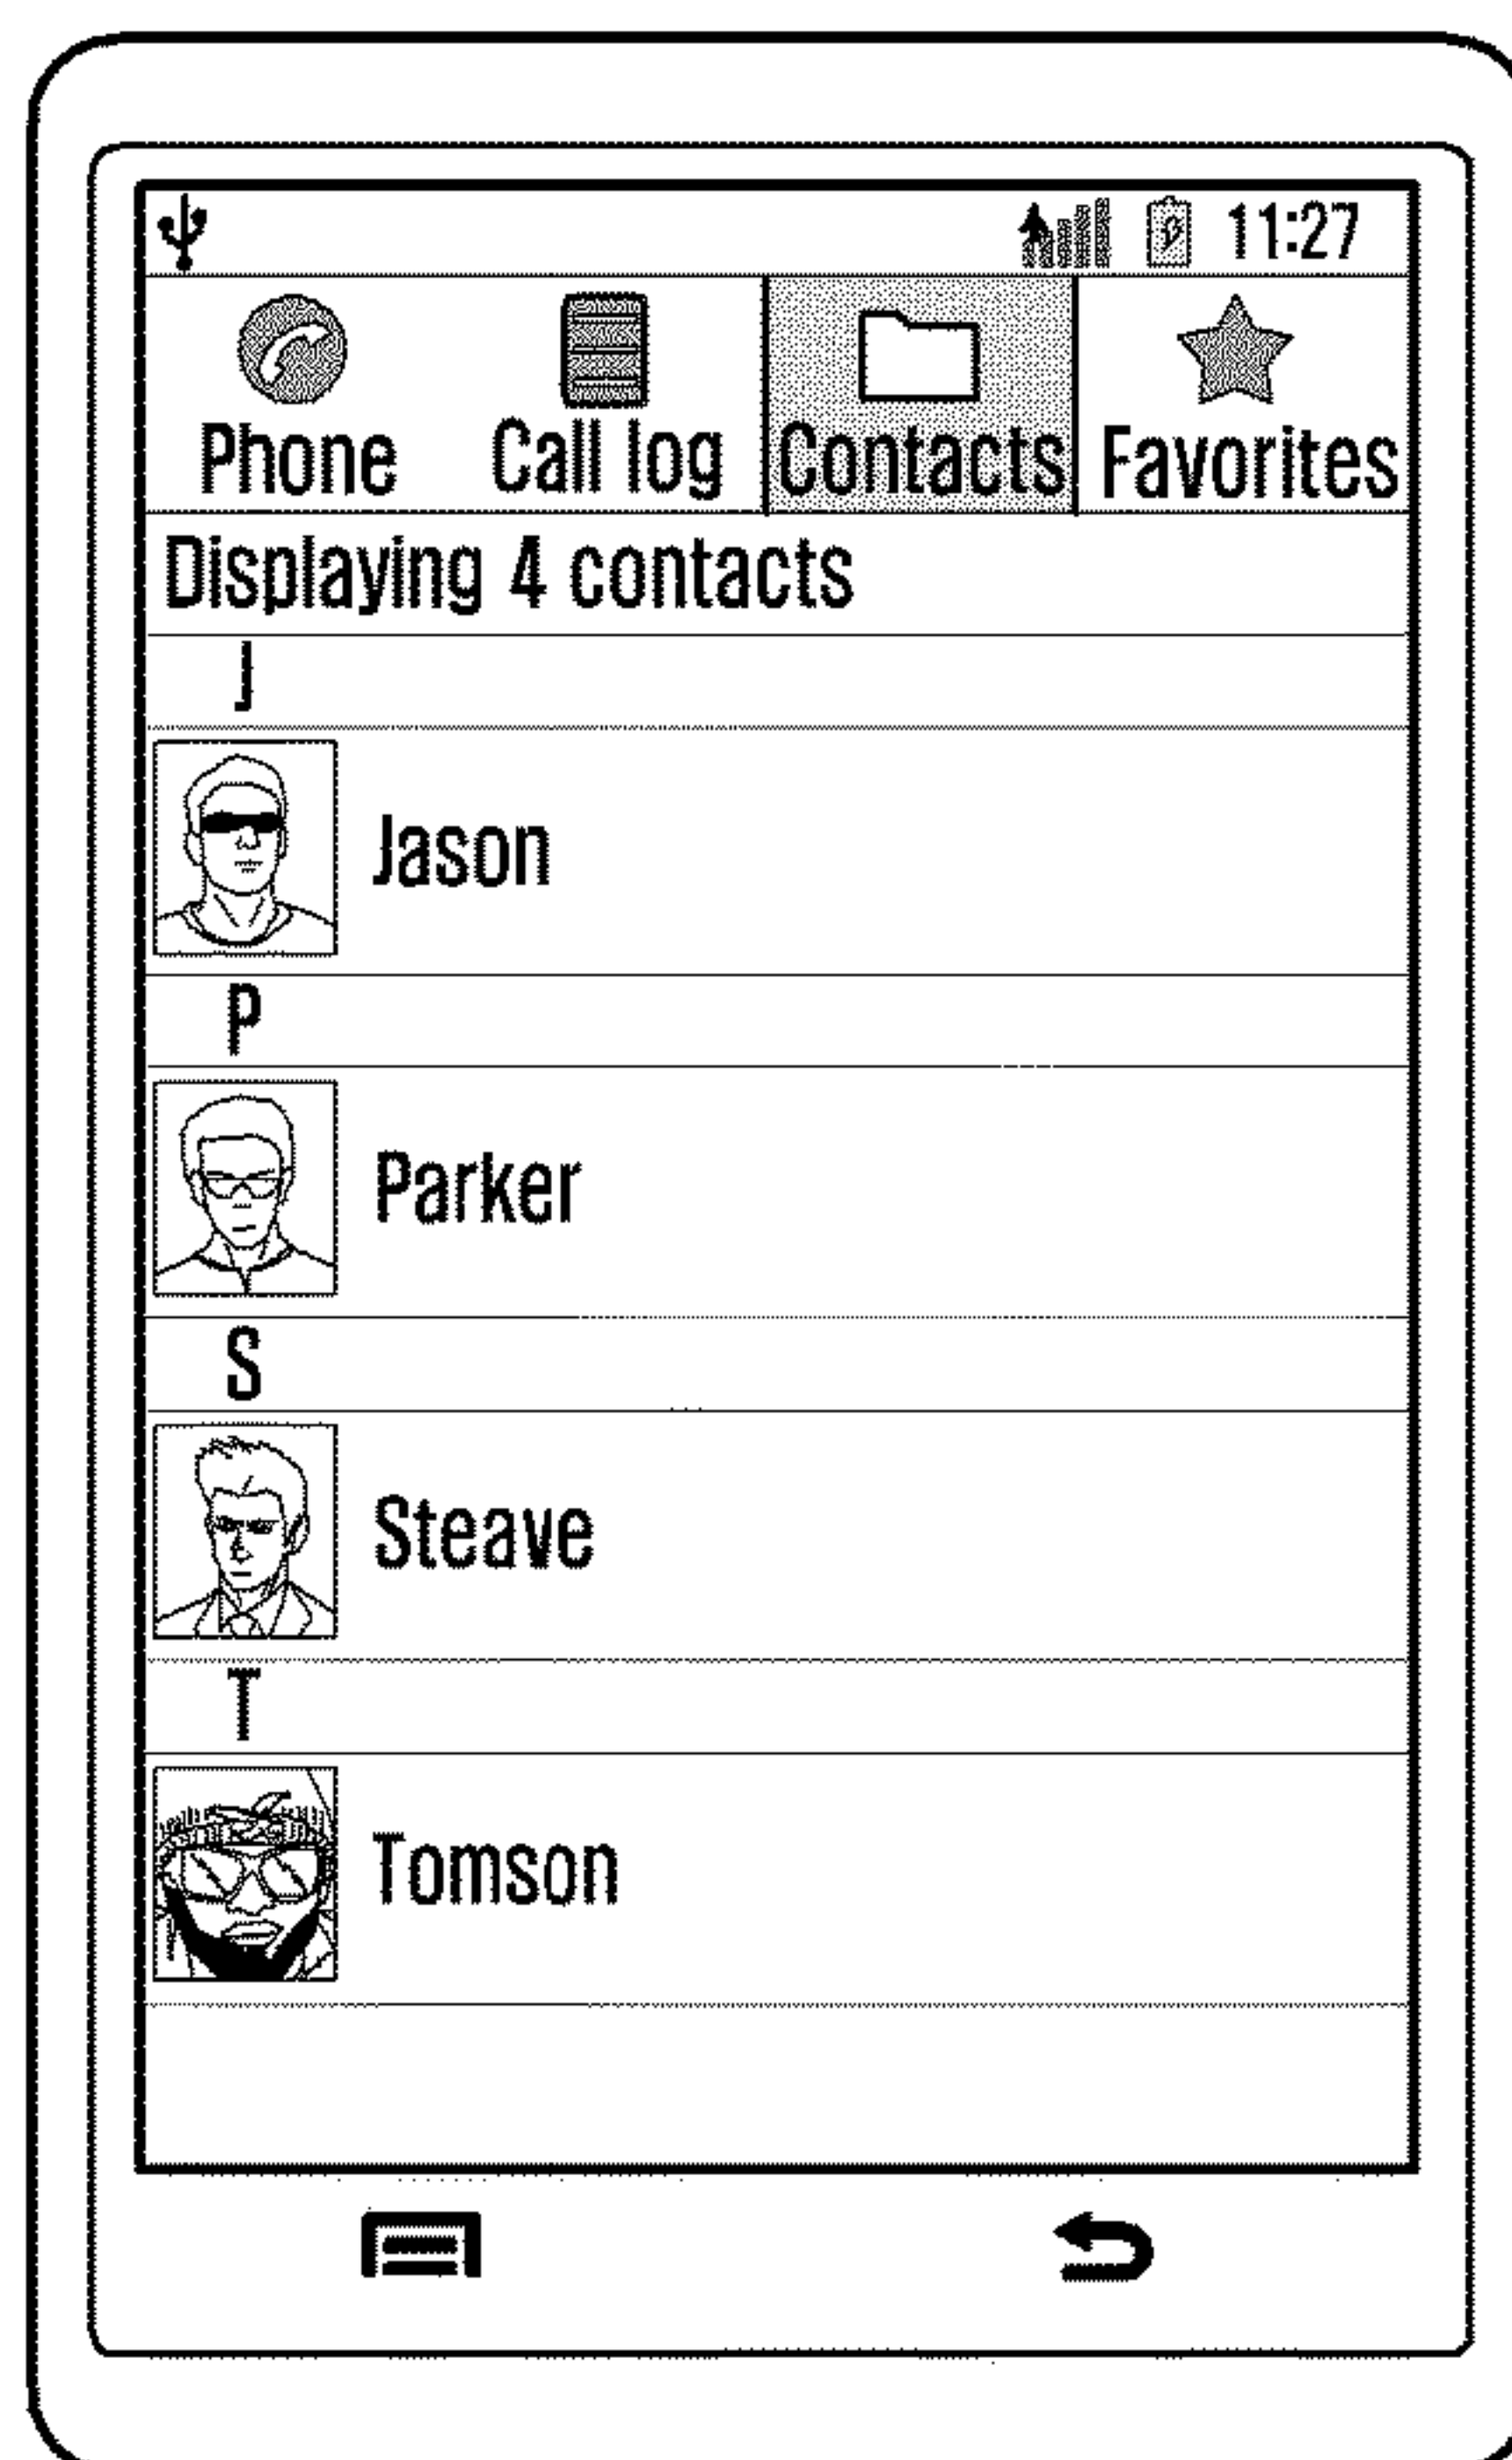 11:27
Phone Call log Contacts Favorites
Displaying 4 contacts
J
Jason
P
Parker
S
Steave
T
Tomson